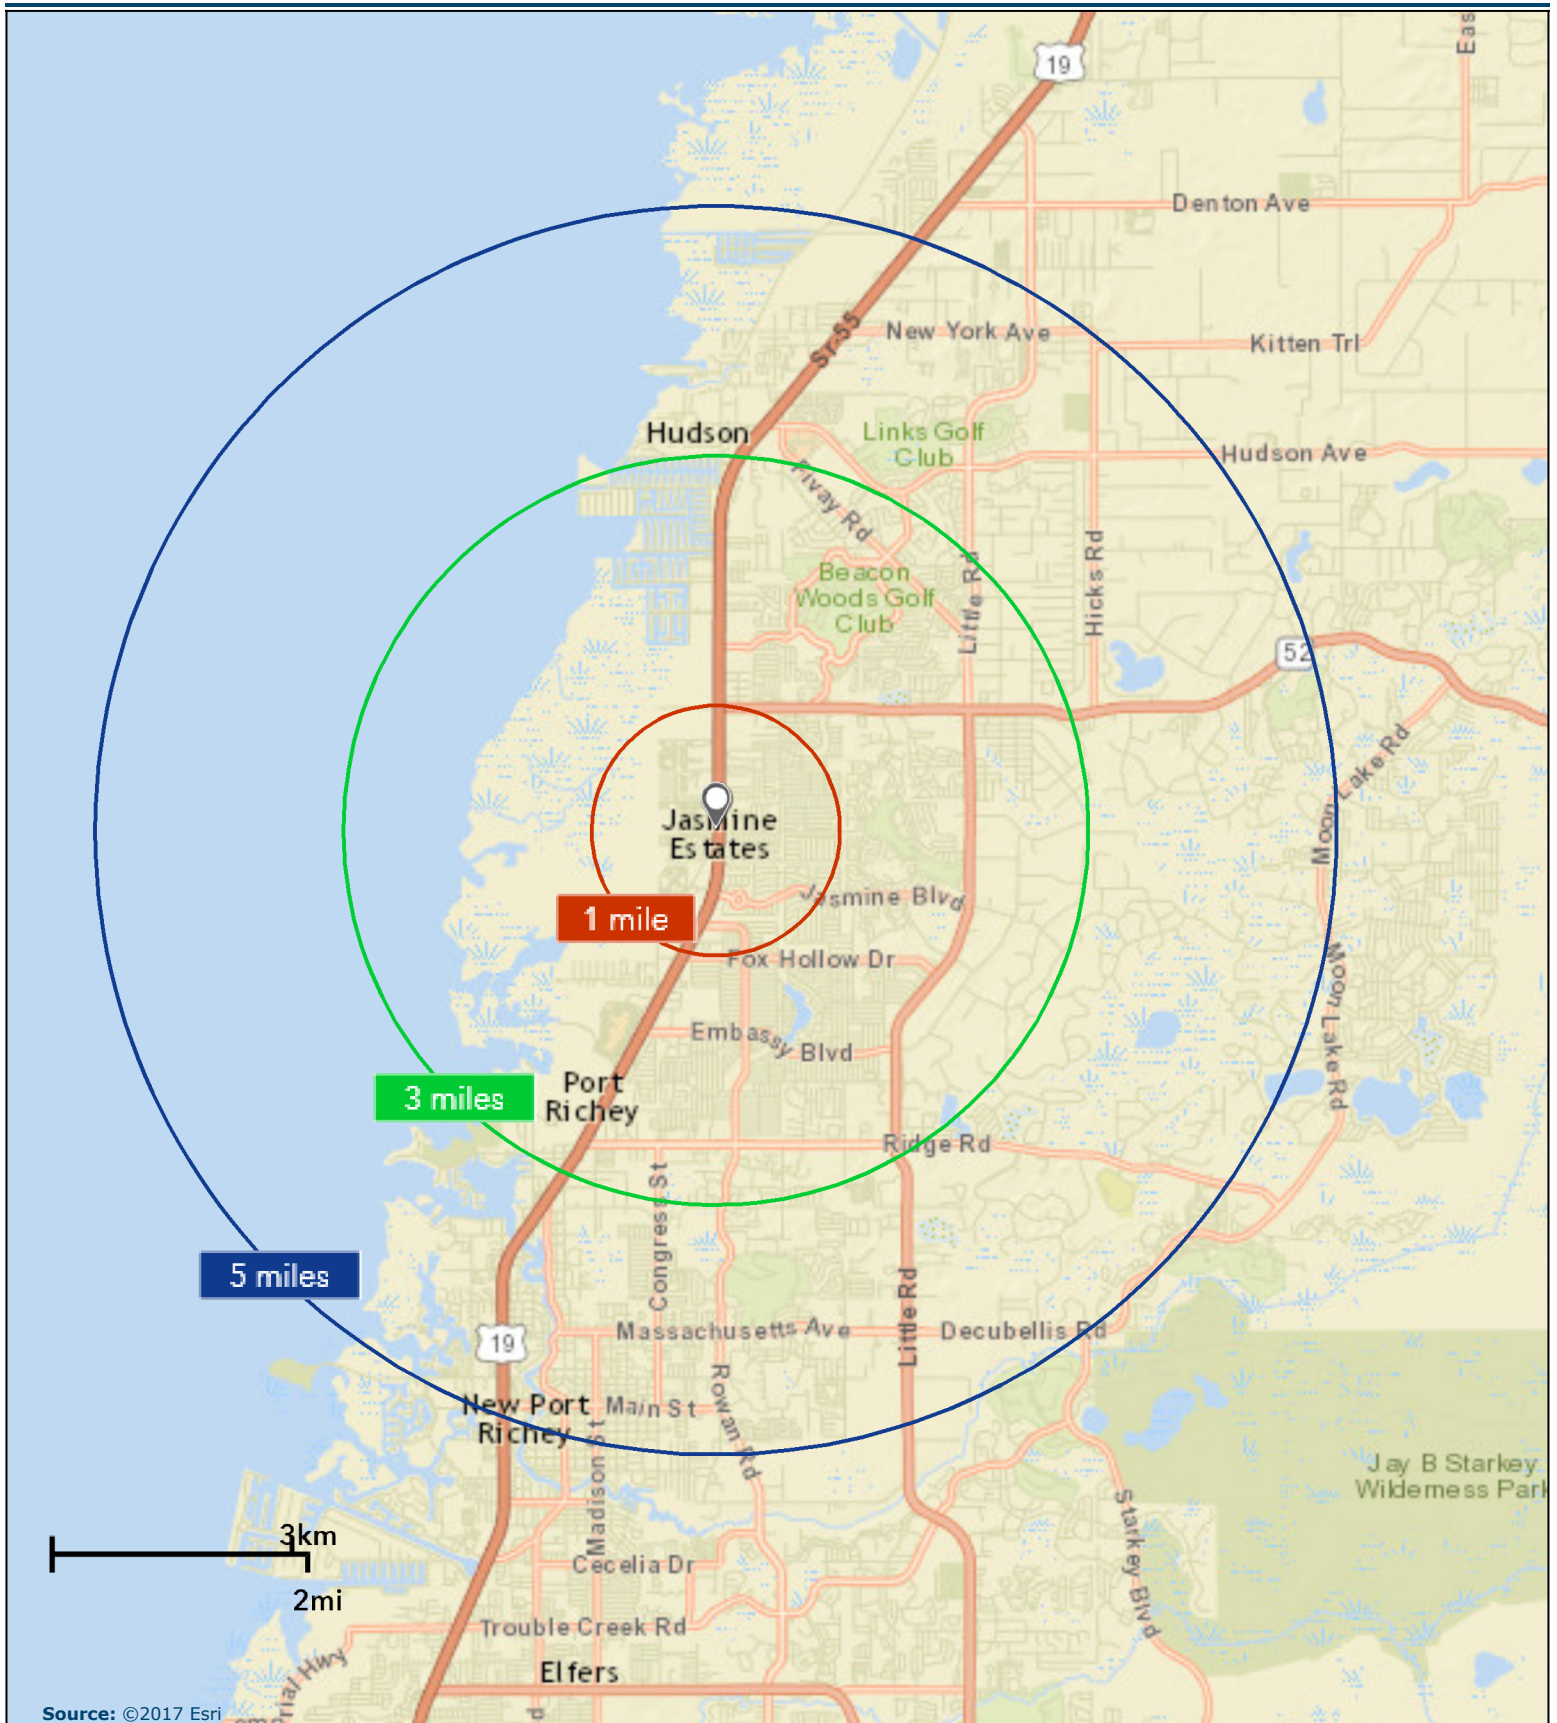 19
Eas
Denton Ave
Sr-55
New York Ave
Kitten Trl
Hudson
Links Golf
Club
Hudson Ave
Fivay Rd
Little Rd
Hicks Rd
Beacon
Woods Golf
Club
52
Moon Lake Rd
Jasmine
Estates
Jasmine Blvd
1 mile
Fox Hollow Dr
Moon Lake Rd
Embassy Blvd
Port
Richey
3 miles
Ridge Rd
Congress St
5 miles
Little Rd
19
Massachusetts Ave
Decubellis Rd
New Port
Richey
Main St
Rowan Rd
Madison St
Jay B Starkey
Wilderness Park
Starkey Blvd
3km
2mi
Cecelia Dr
Trouble Creek Rd
Elfers
rial Hwy
Source: ©2017 Esri